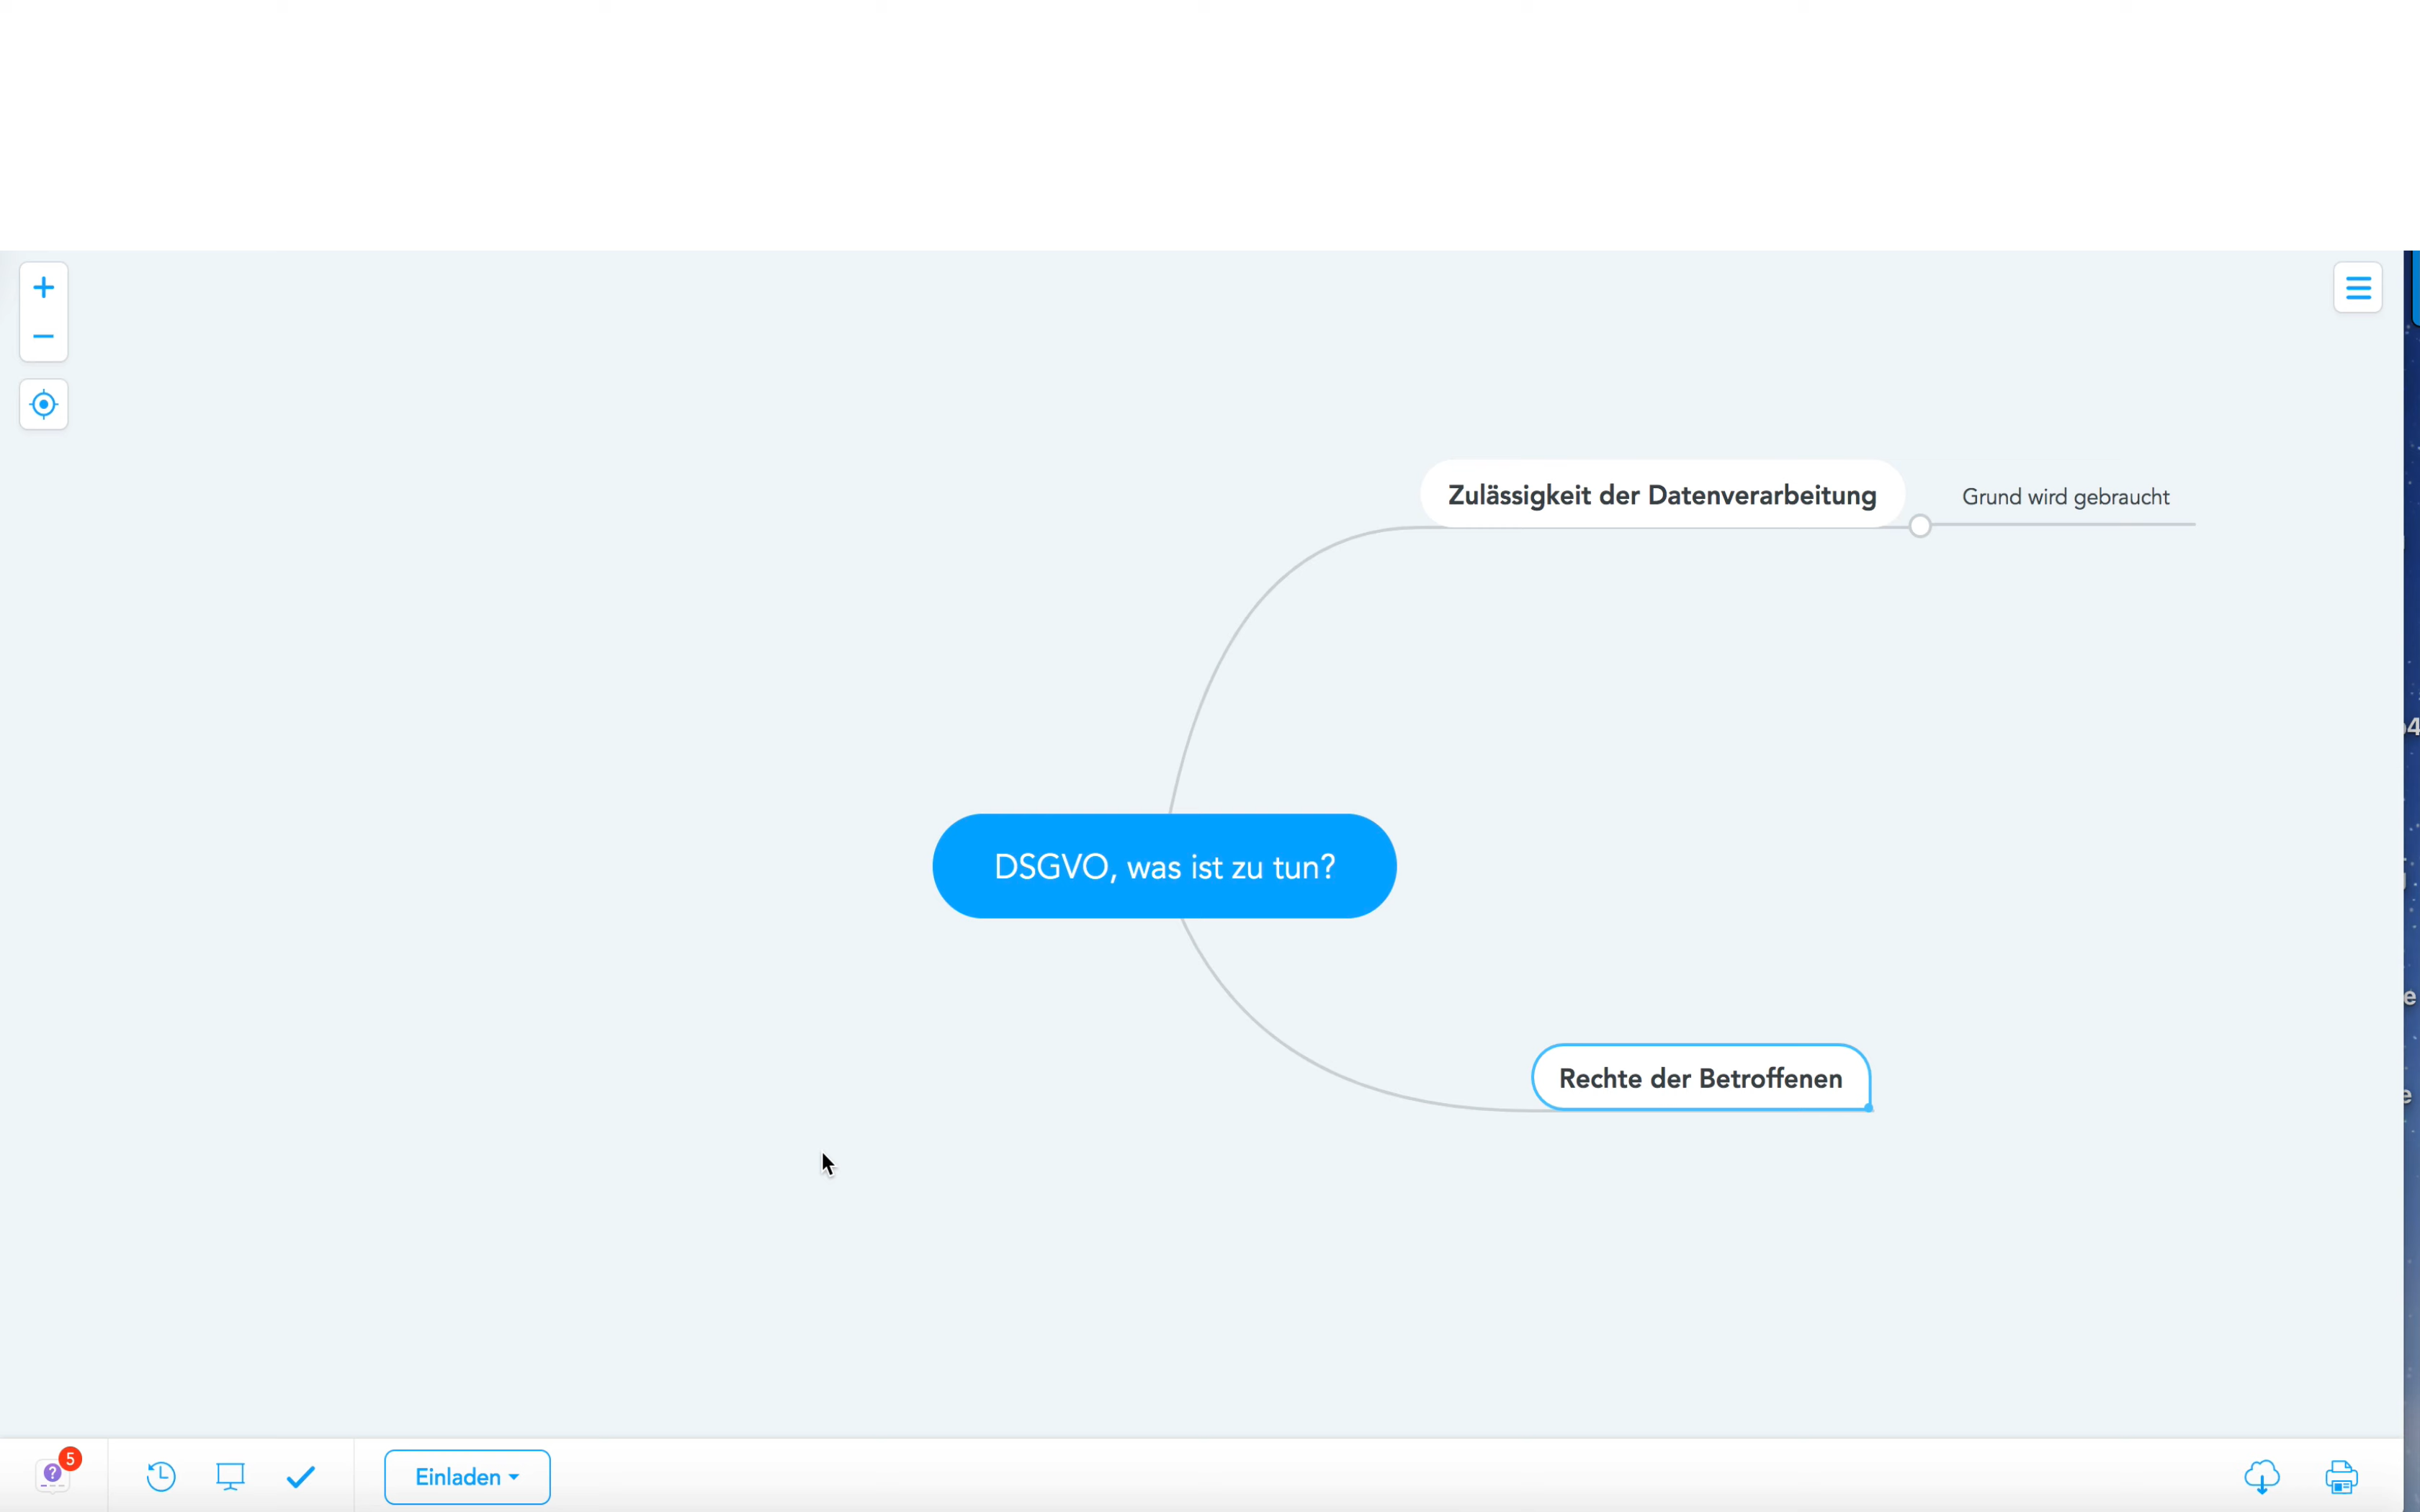 Zulässigkeit der Datenverarbeitung
Grund wird gebraucht
DSGVO, was ist zu tun?
Rechte der Betroffenen
5
?
Einladen